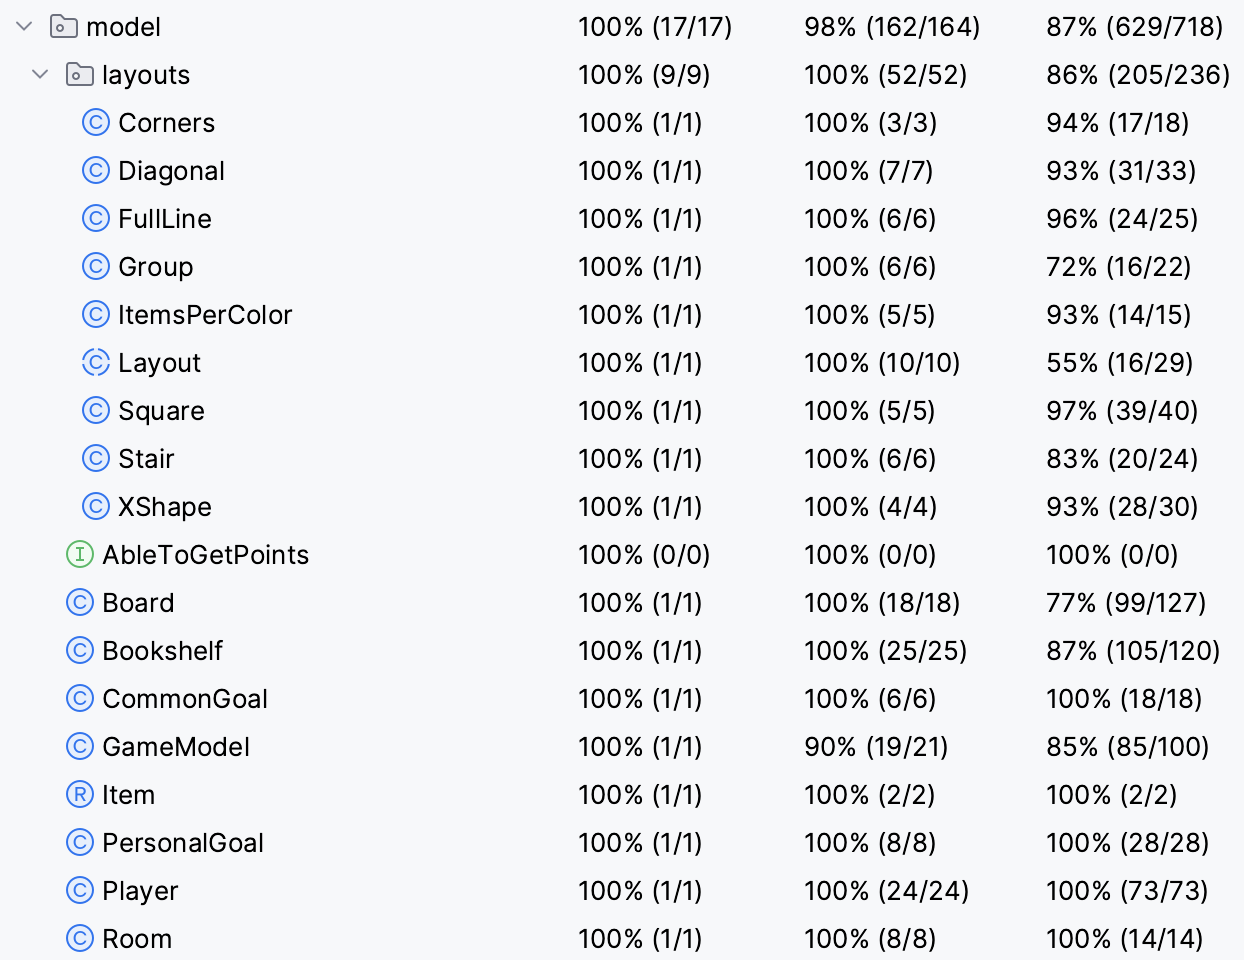 model 100% (17/17) 98% (162/164) 87% (629/718)
layouts 100% (9/9) 100% (52/52) 86% (205/236)
C Corners 100% (1/1) 100% (3/3) 94% (17/18)
C Diagonal 100% (1/1) 100% (7/7) 93% (31/33)
C FullLine 100% (1/1) 100% (6/6) 96% (24/25)
C Group 100% (1/1) 100% (6/6) 72% (16/22)
C ItemsPerColor 100% (1/1) 100% (5/5) 93% (14/15)
C Layout 100% (1/1) 100% (10/10) 55% (16/29)
C Square 100% (1/1) 100% (5/5) 97% (39/40)
C Stair 100% (1/1) 100% (6/6) 83% (20/24)
C XShape 100% (1/1) 100% (4/4) 93% (28/30)
I AbleToGetPoints 100% (0/0) 100% (0/0) 100% (0/0)
C Board 100% (1/1) 100% (18/18) 77% (99/127)
C Bookshelf 100% (1/1) 100% (25/25) 87% (105/120)
C CommonGoal 100% (1/1) 100% (6/6) 100% (18/18)
C GameModel 100% (1/1) 90% (19/21) 85% (85/100)
R Item 100% (1/1) 100% (2/2) 100% (2/2)
C PersonalGoal 100% (1/1) 100% (8/8) 100% (28/28)
C Player 100% (1/1) 100% (24/24) 100% (73/73)
C Room 100% (1/1) 100% (8/8) 100% (14/14)